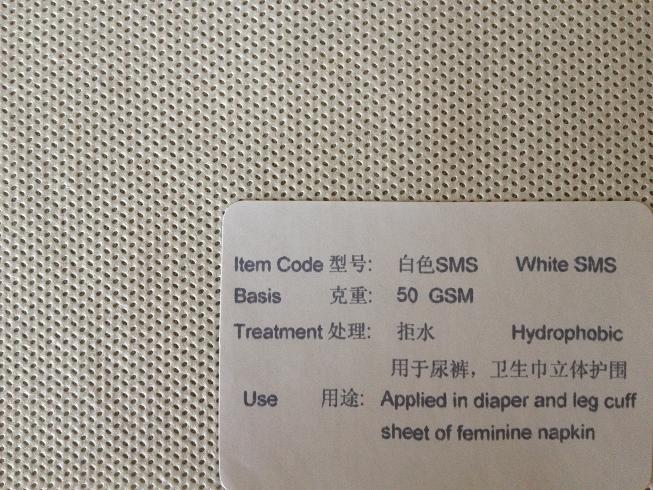 Item Code 型号: 白色SMS White SMS
Basis 克重: 50 GSM
Treatment 处理: 拒水 Hydrophobic
用于尿裤，卫生巾立体护围
Use 用途: Applied in diaper and leg cuff
sheet of feminine napkin